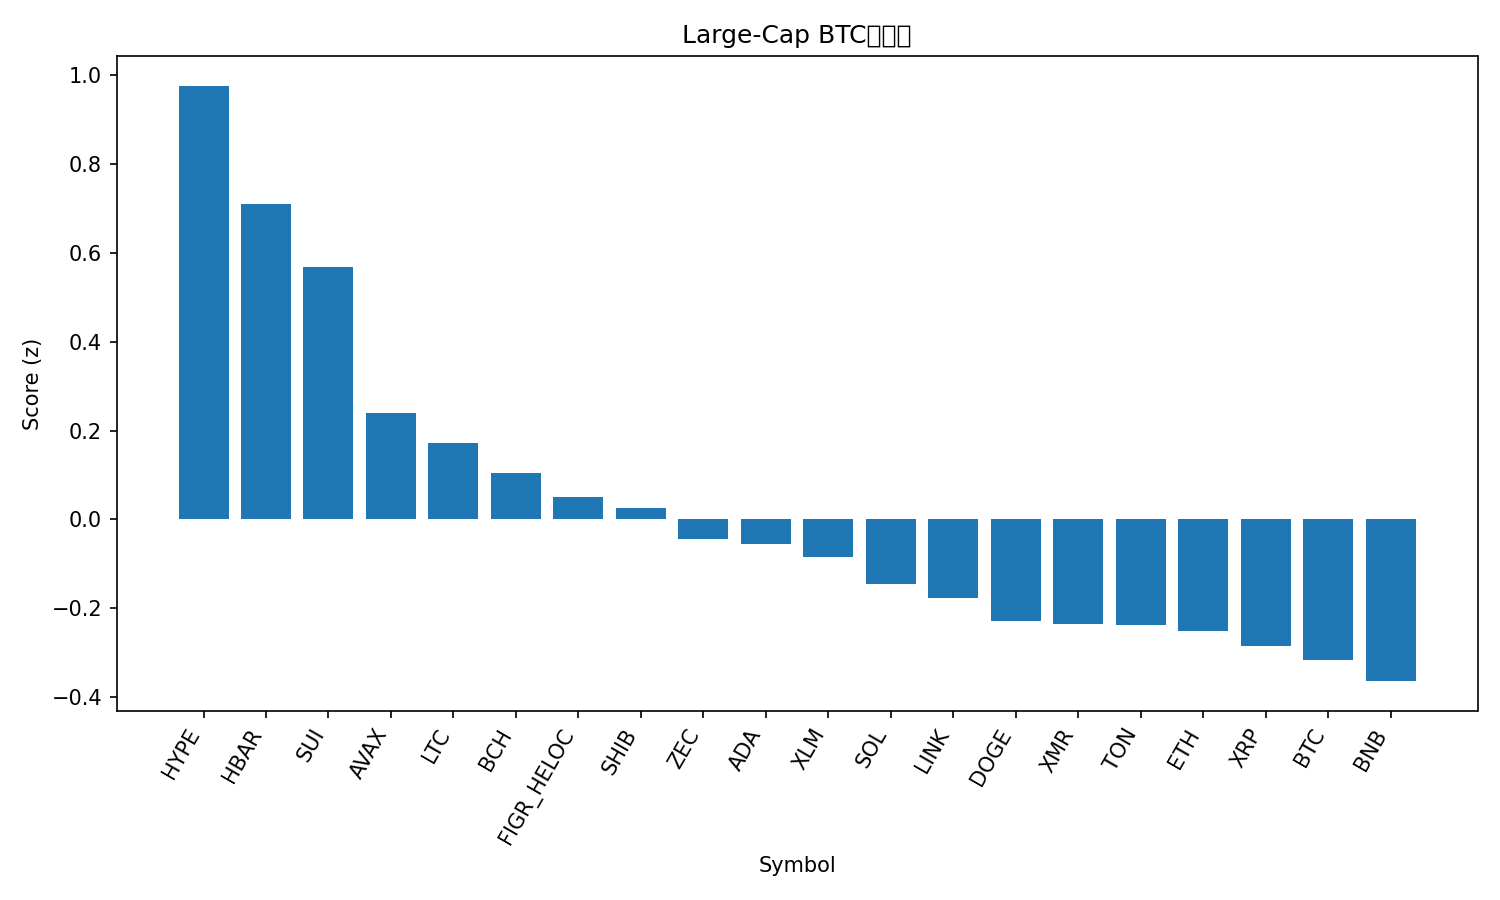 Large-Cap BTC
1.0
0.8
0.6
0.4
0.2
0.0
−0.2
−0.4
Score (z)
HYPE
HBAR
SUI
AVAX
LTC
BCH
FIGR_HELOC
SHIB
ZEC
ADA
XLM
SOL
LINK
DOGE
XMR
TON
ETH
XRP
BTC
BNB
Symbol